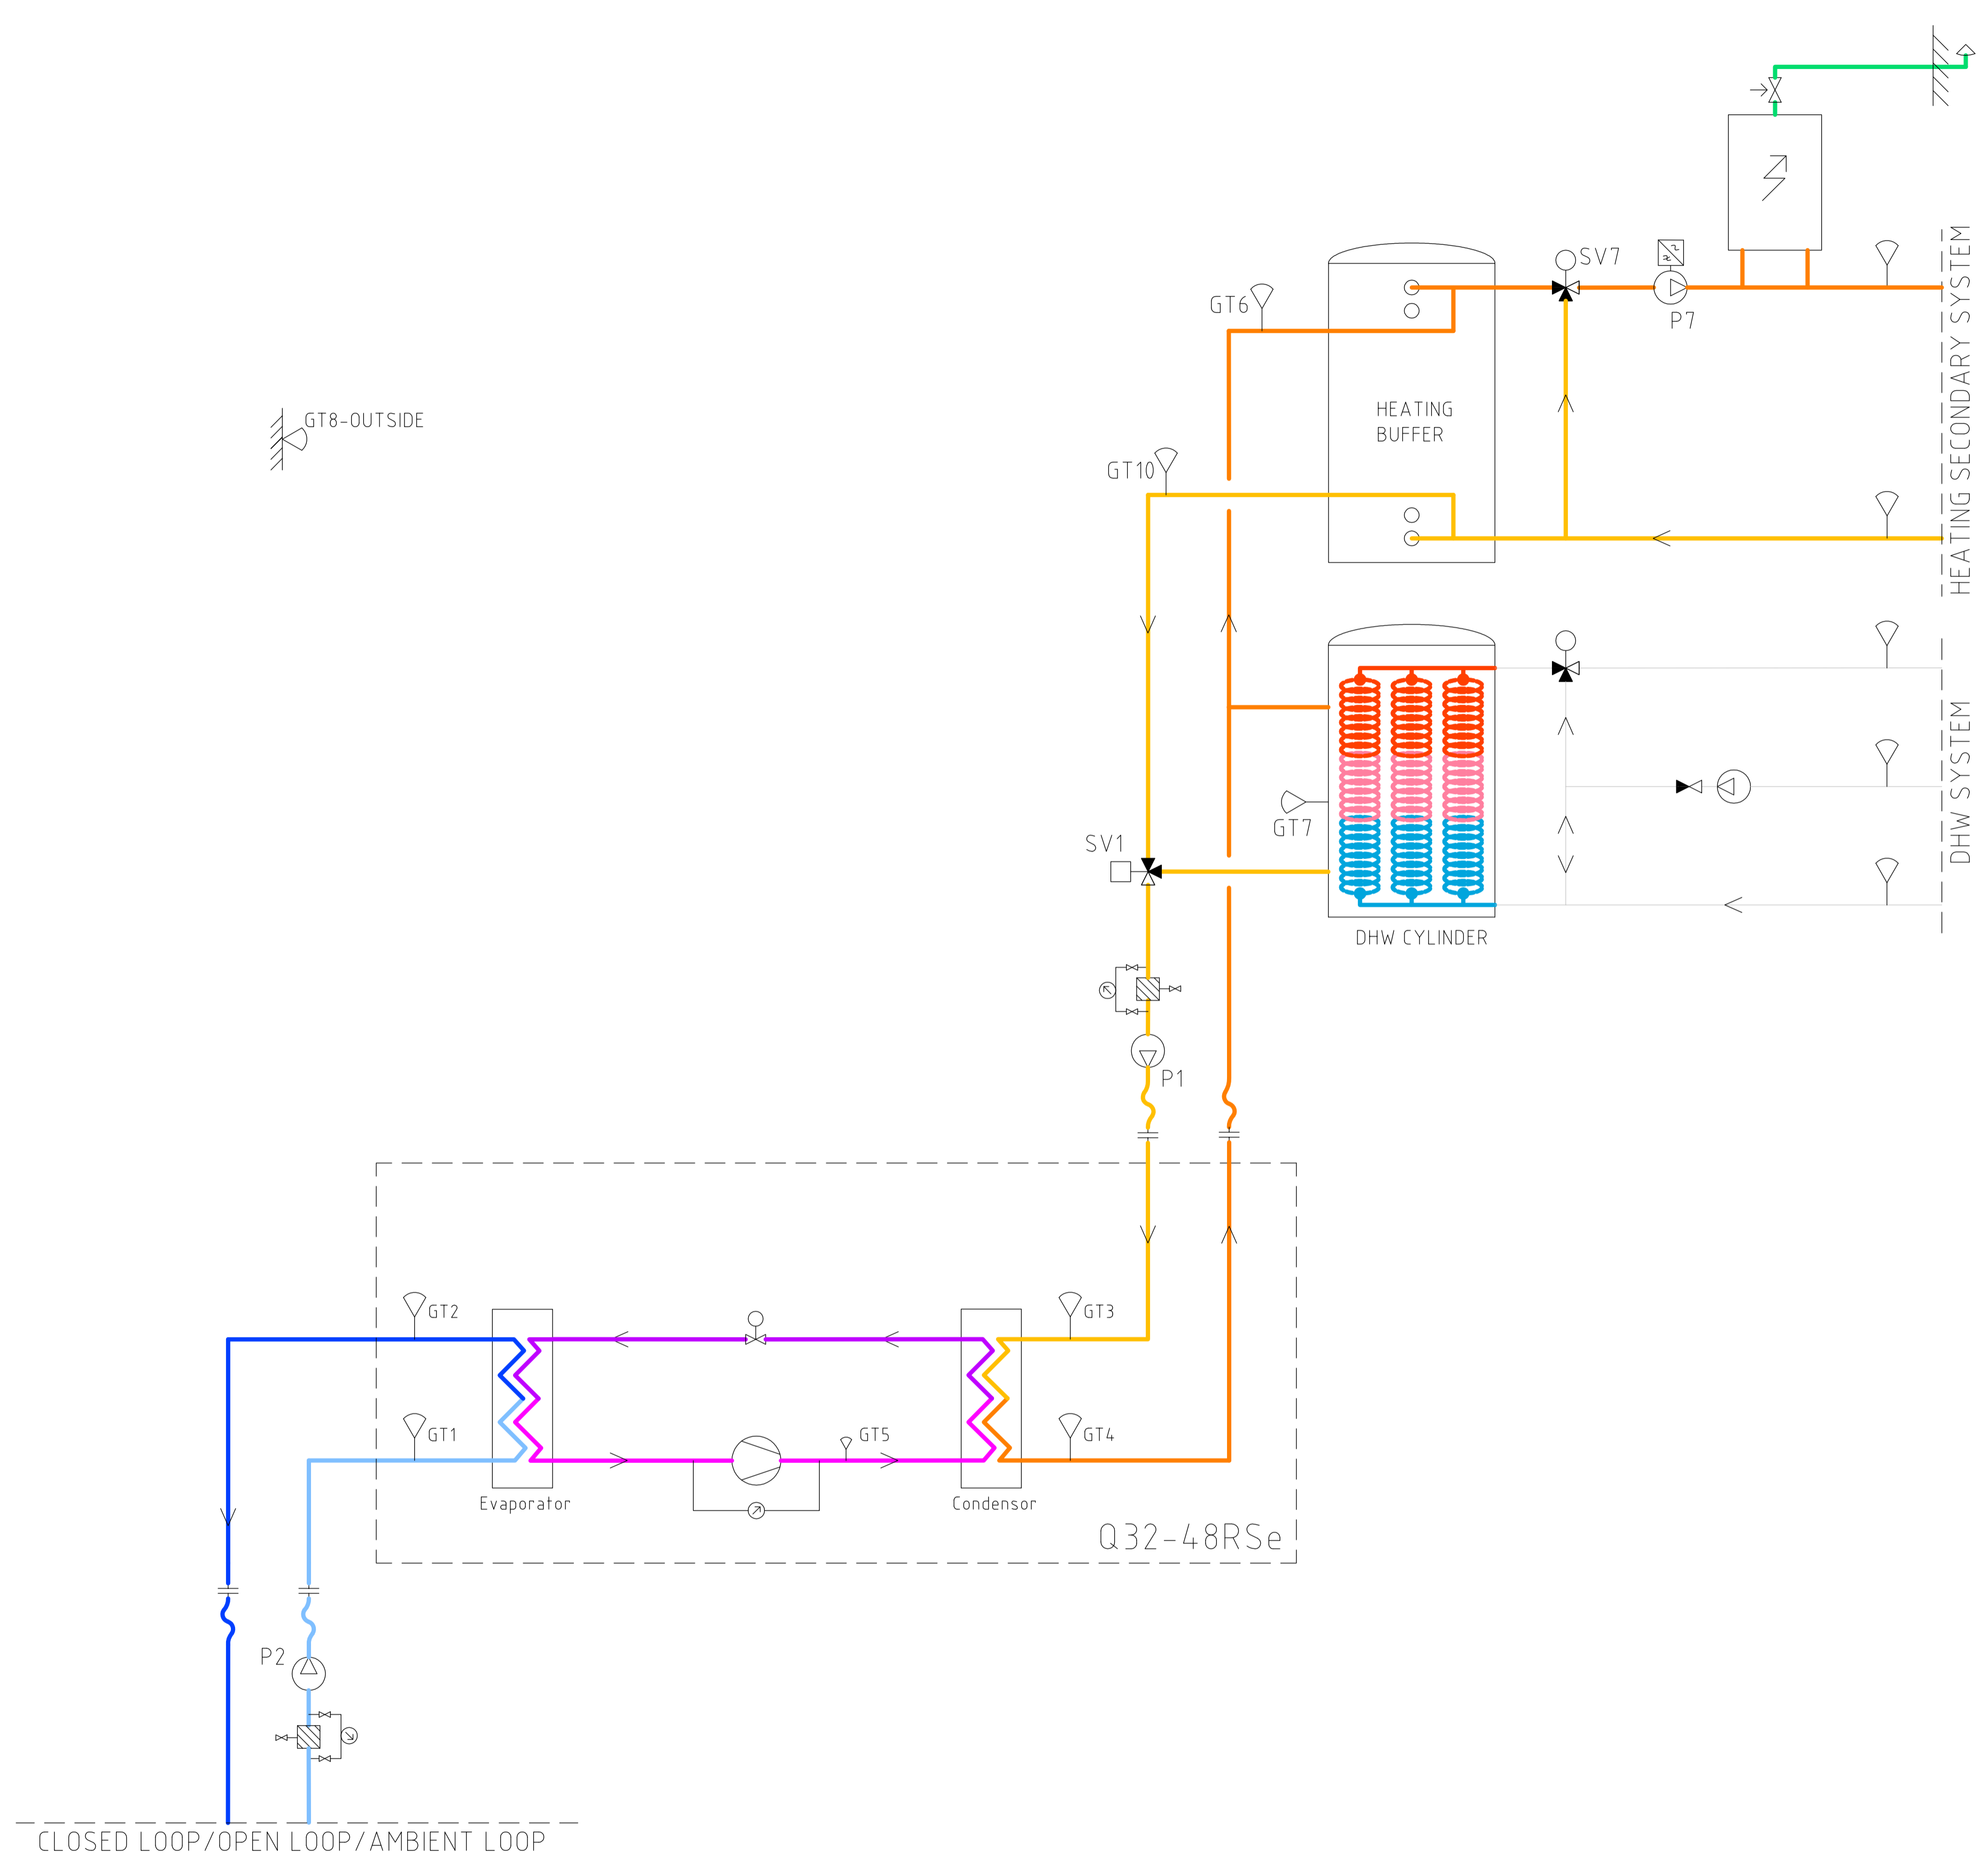 SV7
P7
GT6
HEATING SECONDARY SYSTEM
HEATING
BUFFER
GT8-OUTSIDE
GT10
DHW SYSTEM
GT7
SV1
DHW CYLINDER
P1
GT2
GT3
GT1
GT5
GT4
Evaporator
Condensor
Q32-48RSe
P2
CLOSED LOOP/OPEN LOOP/AMBIENT LOOP